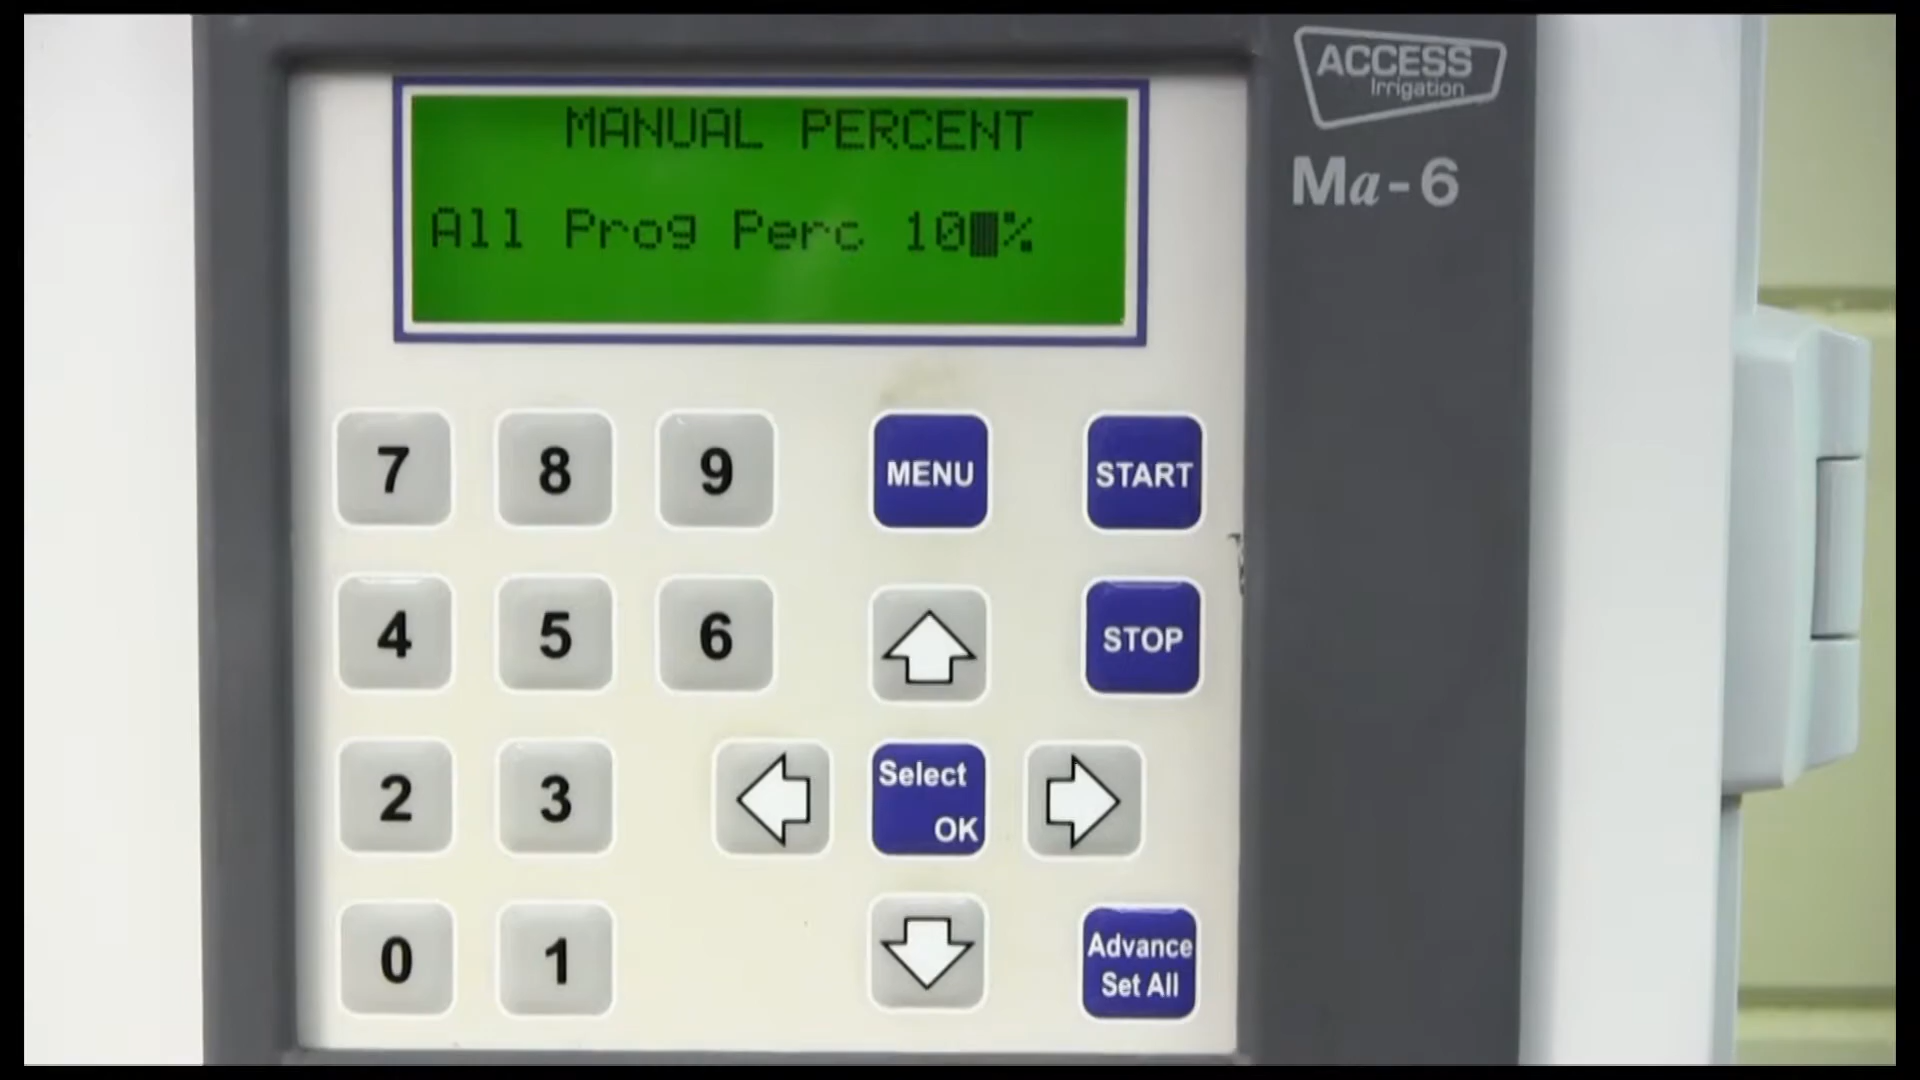 ACCESS
Irrigation
Ma-6
MANUAL PERCENT
All Prog Perc 10%
7 8 9 MENU START
4 5 6 STOP
2 3 Select OK
0 1 Advance Set All